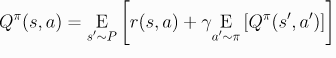 Q^π(s, a) = E_{s'∼P} [ r(s, a) + γ E_{a'∼π} [Q^π(s', a')] ]